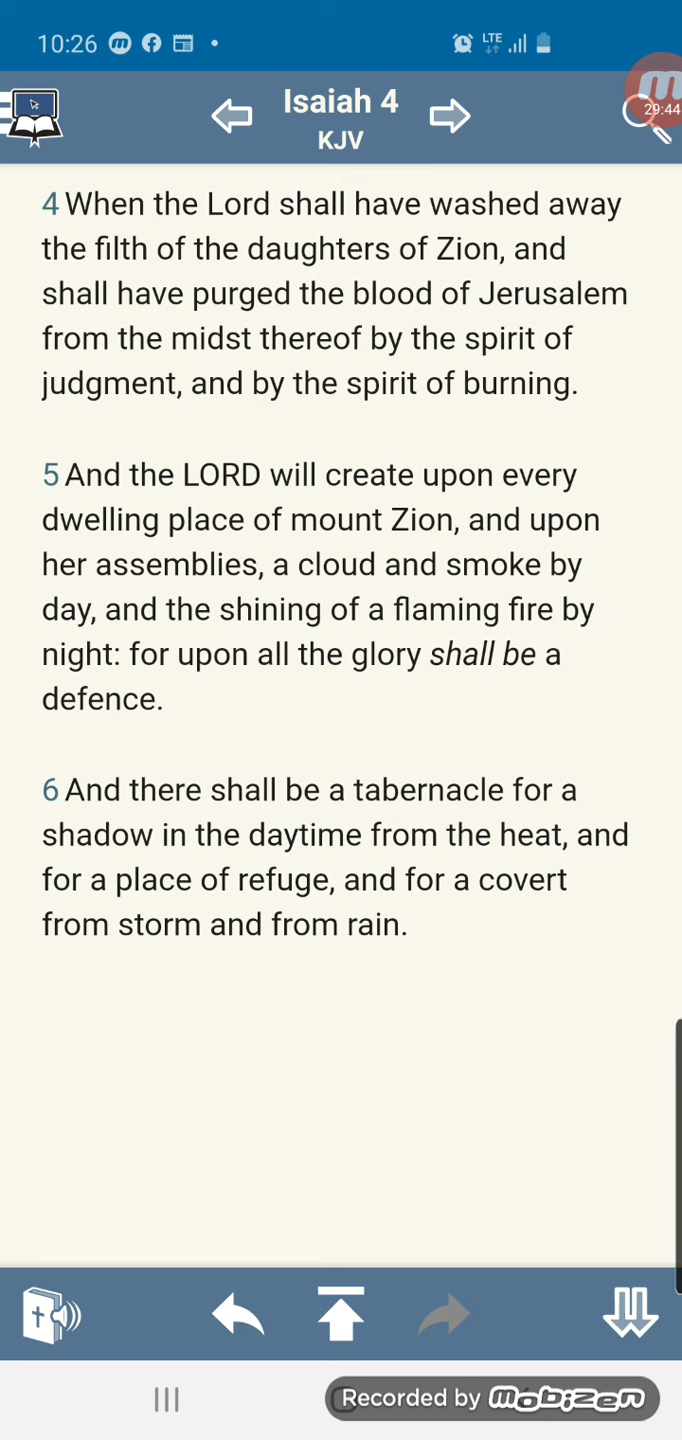 10:26
LTE
Isaiah 4
KJV
29:44
4 When the Lord shall have washed away
the filth of the daughters of Zion, and
shall have purged the blood of Jerusalem
from the midst thereof by the spirit of
judgment, and by the spirit of burning.
5 And the LORD will create upon every
dwelling place of mount Zion, and upon
her assemblies, a cloud and smoke by
day, and the shining of a flaming fire by
night: for upon all the glory shall be a
defence.
6 And there shall be a tabernacle for a
shadow in the daytime from the heat, and
for a place of refuge, and for a covert
from storm and from rain.
Recorded by mobizen